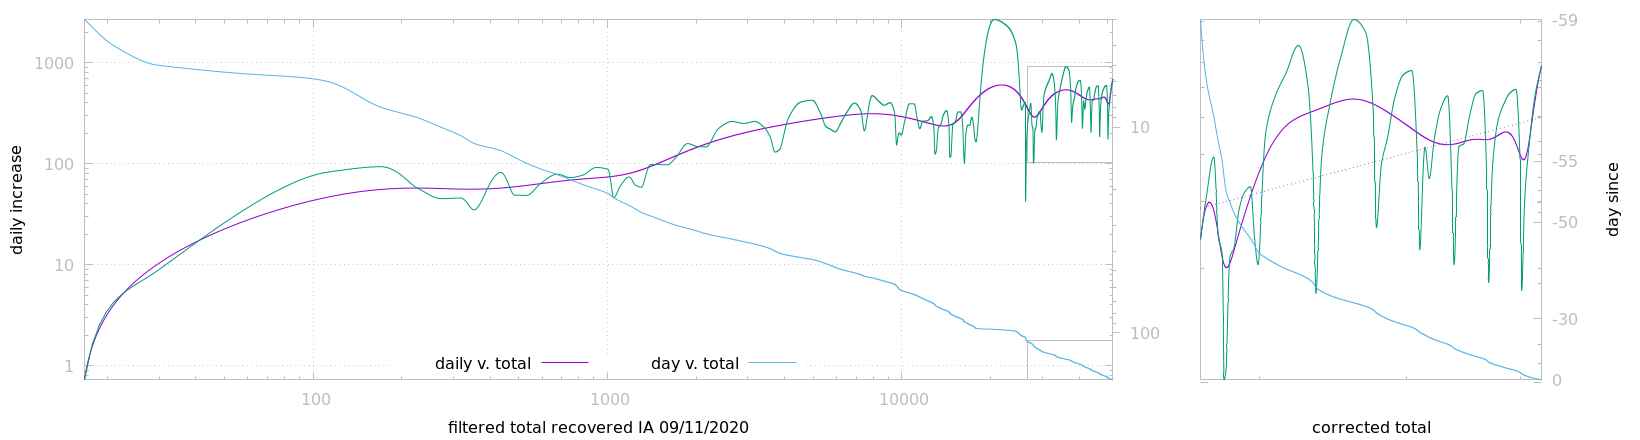 1000
100
10
1
daily increase
daily v. total
day v. total
100
1000
10000
filtered total recovered IA 09/11/2020
10
100
-59
-55
-50
-30
0
day since
corrected total